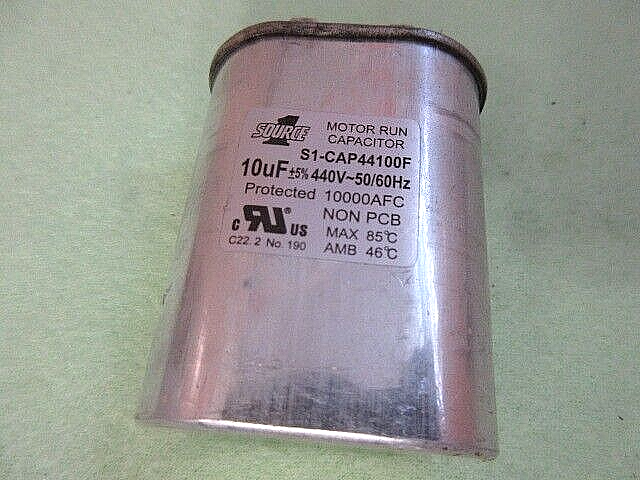 SOURCE 1
MOTOR RUN
CAPACITOR
S1-CAP44100F
10uF ±5% 440V~50/60Hz
Protected 10000AFC
NON PCB
c RU US
MAX 85℃
C22.2 No. 190
AMB 46℃